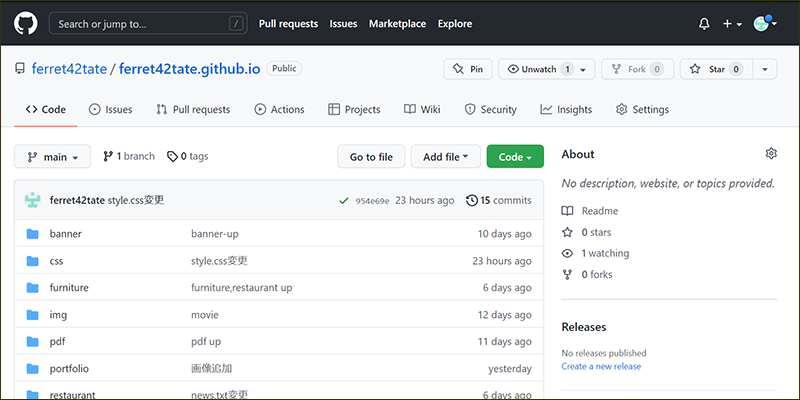 Search or jump to... /
Pull requests Issues Marketplace Explore
ferret42tate / ferret42tate.github.io Public
Pin Unwatch 1 Fork 0 Star 0
Code Issues Pull requests Actions Projects Wiki Security Insights Settings
main 1 branch 0 tags Go to file Add file Code
ferret42tate style.css変更 954e69e 23 hours ago 15 commits
banner banner-up 10 days ago
css style.css変更 23 hours ago
furniture furniture,restaurant up 6 days ago
img movie 12 days ago
pdf pdf up 11 days ago
portfolio 画像追加 yesterday
restaurant news.txt変更 6 days ago
About
No description, website, or topics provided.
Readme
0 stars
1 watching
0 forks
Releases
No releases published
Create a new release